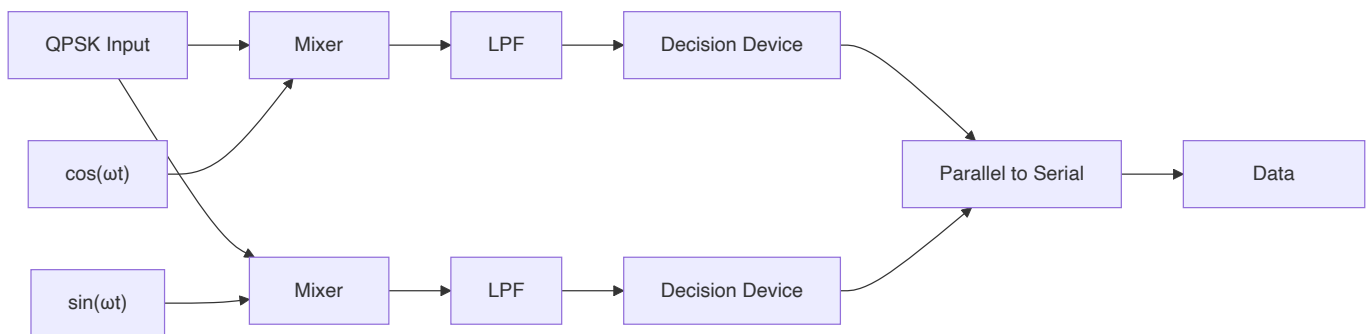 QPSK Input
Mixer
LPF
Decision Device
cos(ωt)
Parallel to Serial
Data
sin(ωt)
Mixer
LPF
Decision Device